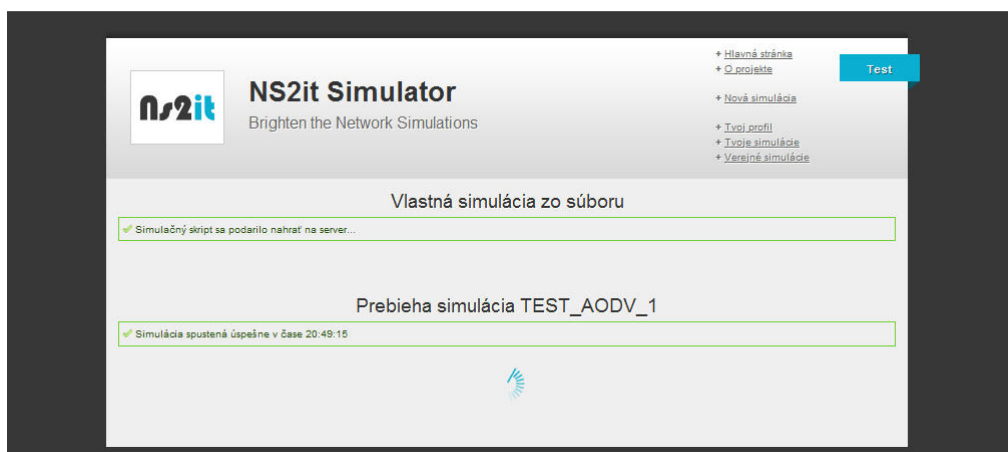 ns2it
NS2it Simulator
Brighten the Network Simulations
+ Hlavná stránka
+ O projekte
+ Nová simulácia
+ Tvoj profil
+ Tvoje simulácie
+ Verejné simulácie
Test
Vlastná simulácia zo súboru
Simulačný skript sa podarilo nahrať na server...
Prebieha simulácia TEST_AODV_1
Simulácia spustená úspešne v čase 20:49:15